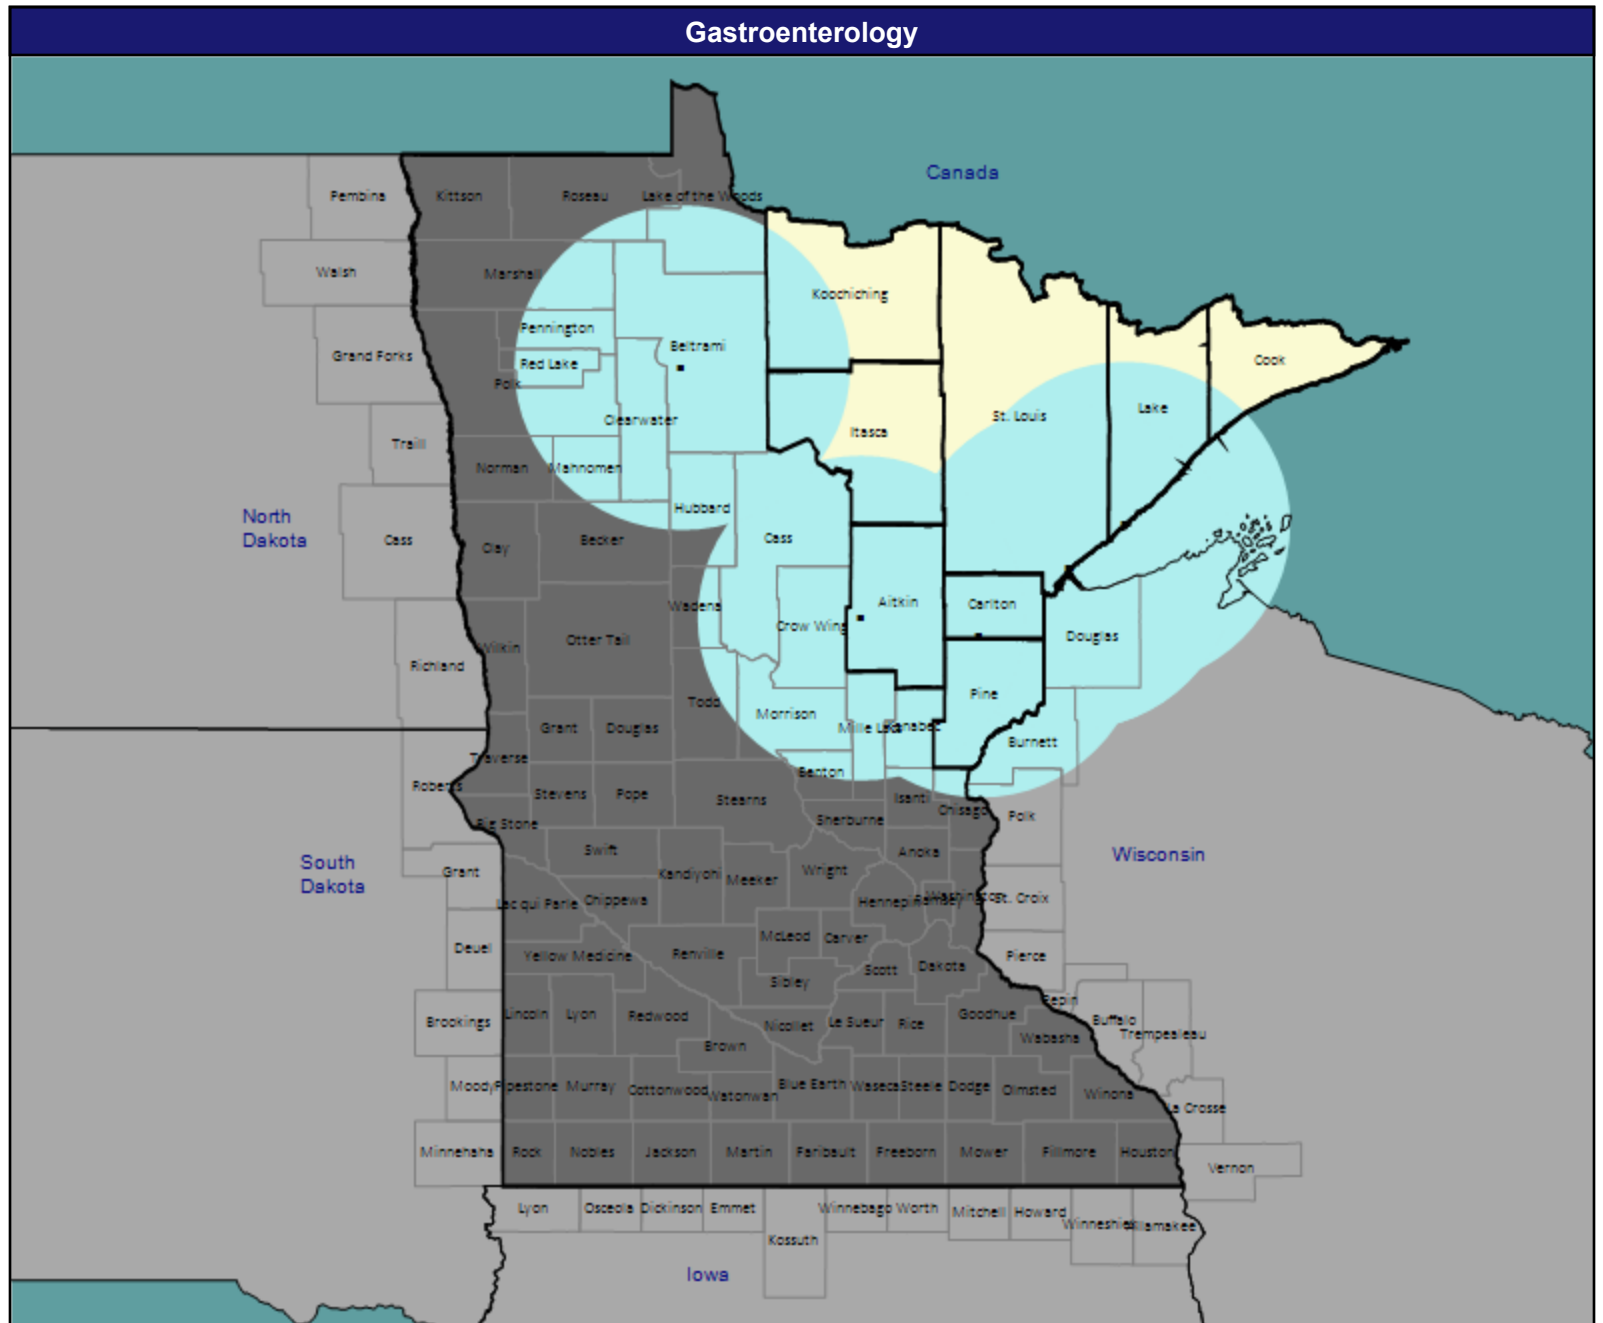 Gastroenterology
Canada
Pembina
Kittson
Roseau
Lake of the Woods
Walsh
Marshall
Koochiching
Pennington
Beltrami
Grand Forks
Red Lake
Cook
Polk
Lake
Clearwater
St. Louis
Itasca
Traill
Norman
Mahnomen
Hubbard
North
Dakota
Cass
Clay
Becker
Cass
Wadena
Aitkin
Carlton
Crow Wing
Douglas
Otter Tail
Wilkin
Richland
Pine
Todd
Morrison
Mille Lacs
Kanabec
Burnett
Grant
Douglas
Traverse
Benton
Roberts
Stevens
Pope
Stearns
Isanti
Chisago
Polk
Sherburne
Big Stone
Swift
Anoka
Wisconsin
South
Dakota
Grant
Kandiyohi
Meeker
Wright
Lac qui Parle
Chippewa
Hennepin
Ramsey
Washington
St. Croix
McLeod
Carver
Deuel
Yellow Medicine
Renville
Scott
Dakota
Pierce
Sibley
Pepin
Brookings
Lincoln
Lyon
Redwood
Nicollet
Le Sueur
Rice
Goodhue
Buffalo
Trempealeau
Wabasha
Brown
Moody
Pipestone
Murray
Cottonwood
Watonwan
Blue Earth
Waseca
Steele
Dodge
Olmsted
Winona
La Crosse
Minnehaha
Rock
Nobles
Jackson
Martin
Faribault
Freeborn
Mower
Fillmore
Houston
Vernon
Lyon
Osceola
Dickinson
Emmet
Winnebago
Worth
Mitchell
Howard
Winneshiek
Allamakee
Kossuth
Iowa